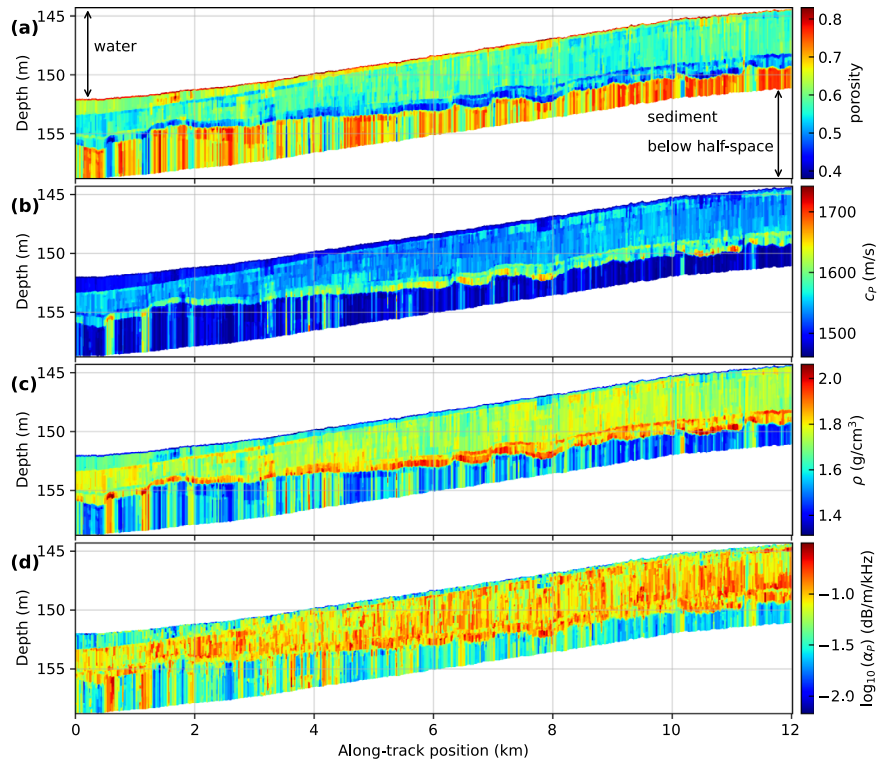 (a)
145
150
155
Depth (m)
water
sediment
below half-space
0.8
0.7
0.6
0.5
0.4
porosity
(b)
145
150
155
Depth (m)
1700
1600
1500
c_P (m/s)
(c)
145
150
155
Depth (m)
2.0
1.8
1.6
1.4
ρ (g/cm³)
(d)
145
150
155
Depth (m)
−1.0
−1.5
−2.0
log₁₀ (α_P) (dB/m/kHz)
0 2 4 6 8 10 12
Along-track position (km)